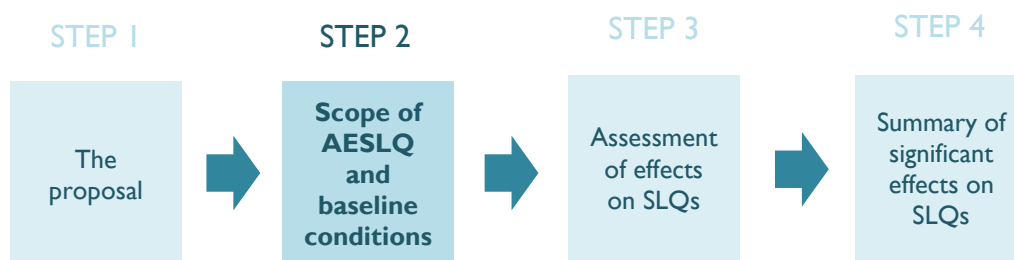 STEP 1
STEP 2
STEP 3
STEP 4
The
proposal
Scope of
AESLQ
and
baseline
conditions
Assessment
of effects
on SLQs
Summary of
significant
effects on
SLQs